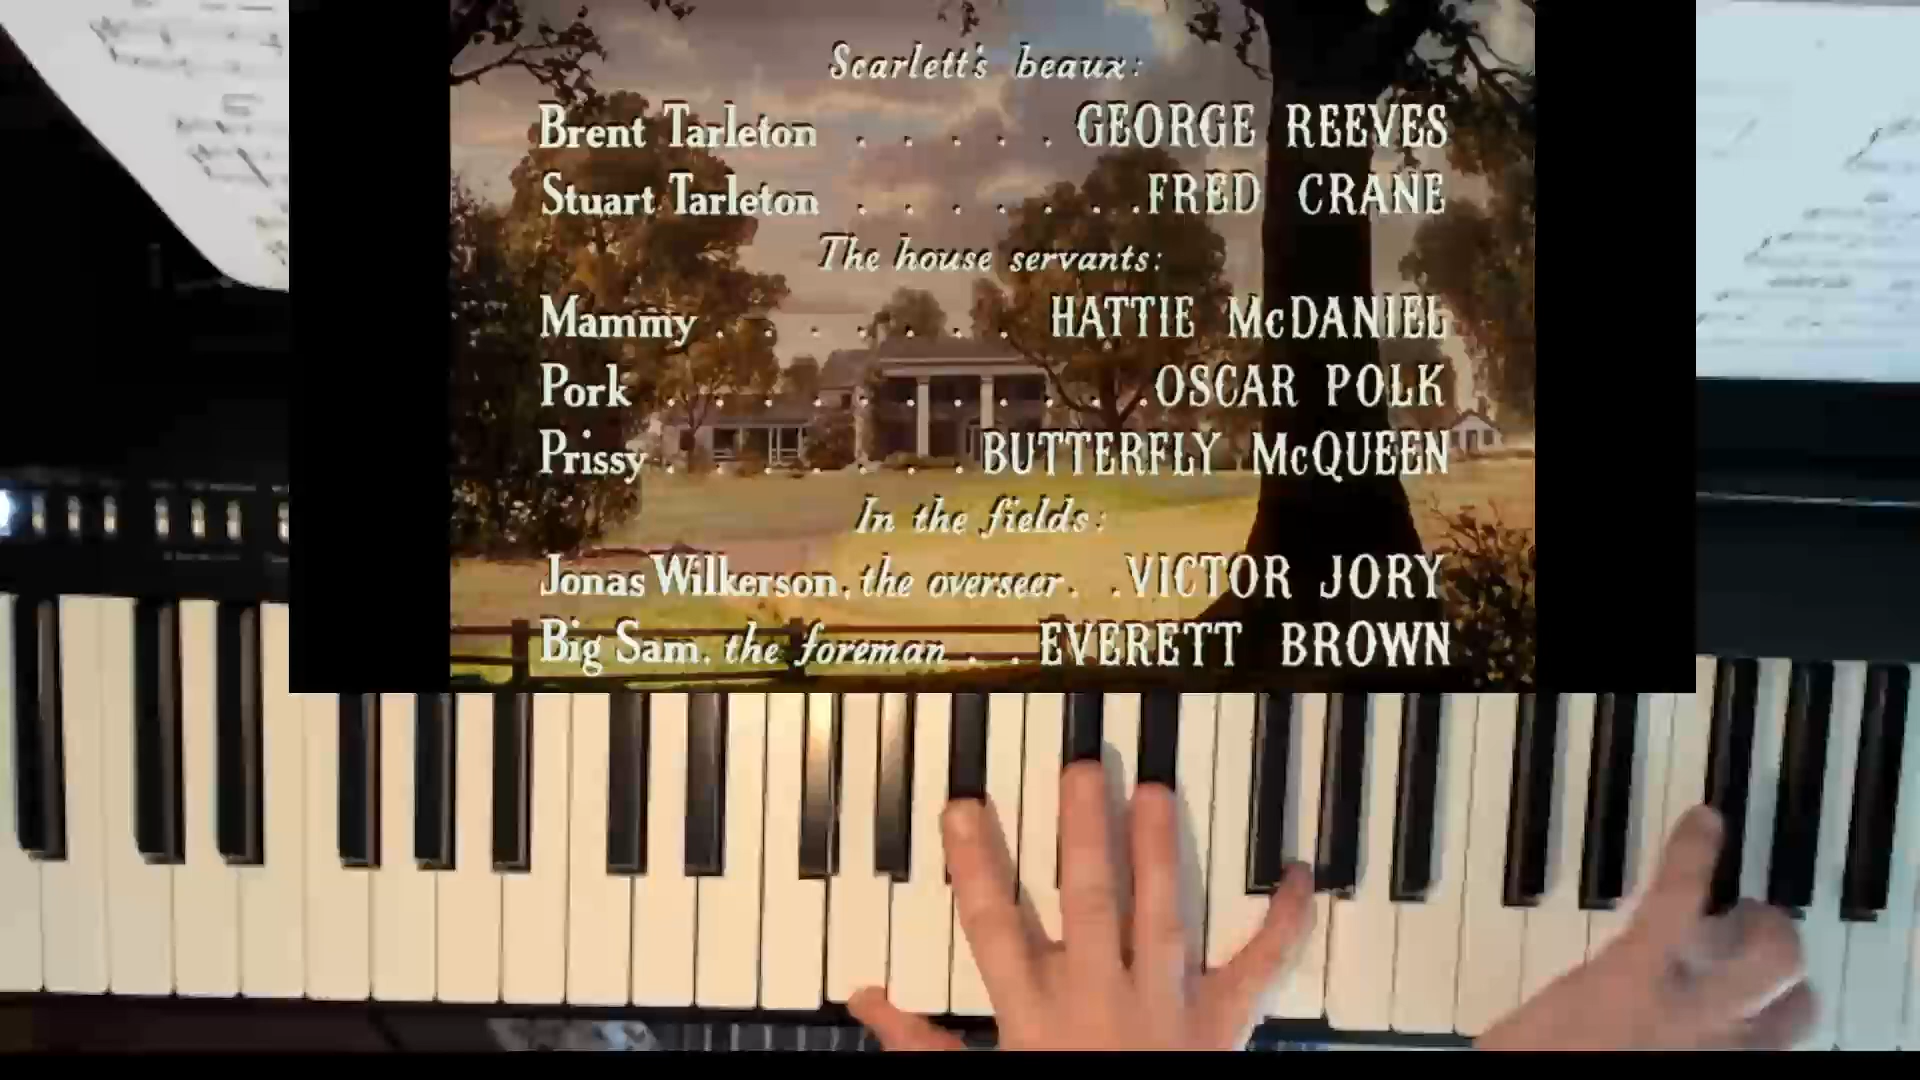 Scarlett's beaux:
Brent Tarleton . . . . . GEORGE REEVES
Stuart Tarleton . . . . . . . FRED CRANE
The house servants:
Mammy . . . . . . . HATTIE McDANIEL
Pork . . . . . . . . . . OSCAR POLK
Prissy . . . . . . . BUTTERFLY McQUEEN
In the fields:
Jonas Wilkerson, the overseer . . VICTOR JORY
Big Sam, the foreman . . EVERETT BROWN